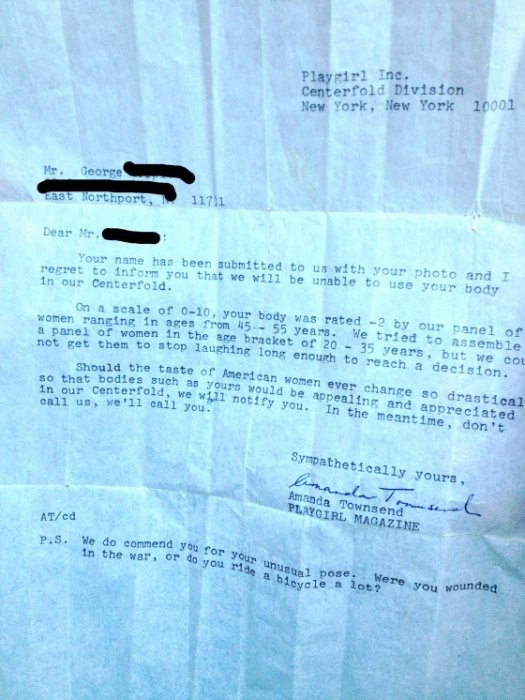 Playgirl Inc.
Centerfold Division
New York, New York 10001
Mr. George
East Northport, 11731
Dear Mr. :
Your name has been submitted to us with your photo and I
regret to inform you that we will be unable to use your body
in our Centerfold.
On a scale of 0-10, your body was rated -2 by our panel of
women ranging in ages from 45 - 55 years. We tried to assemble
a panel of women in the age bracket of 20 - 35 years, but we cou
not get them to stop laughing long enough to reach a decision.
Should the taste of American women ever change so drastical
so that bodies such as yours would be appealing and appreciated
in our Centerfold, we will notify you. In the meantime, don't
call us, we'll call you.
Sympathetically yours,
Amanda Townsend
Amanda Townsend
PLAYGIRL MAGAZINE
AT/cd
P.S. We do commend you for your unusual pose. Were you wounded
in the war, or do you ride a bicycle a lot?